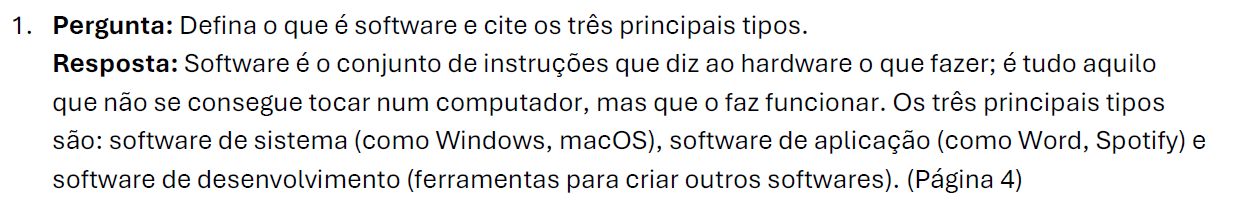 1. Pergunta: Defina o que é software e cite os três principais tipos.
Resposta: Software é o conjunto de instruções que diz ao hardware o que fazer; é tudo aquilo
que não se consegue tocar num computador, mas que o faz funcionar. Os três principais tipos
são: software de sistema (como Windows, macOS), software de aplicação (como Word, Spotify) e
software de desenvolvimento (ferramentas para criar outros softwares). (Página 4)